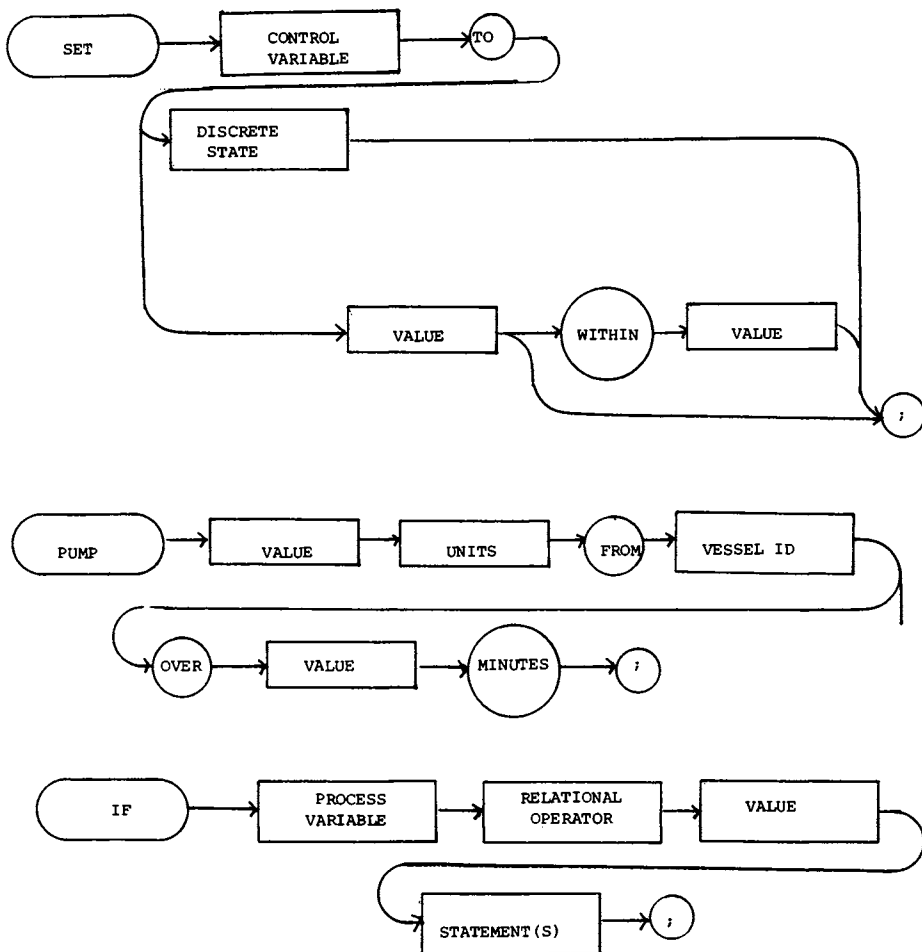 SET
CONTROL
VARIABLE
TO
DISCRETE
STATE
VALUE
WITHIN
VALUE
;
PUMP
VALUE
UNITS
FROM
VESSEL ID
OVER
VALUE
MINUTES
;
IF
PROCESS
VARIABLE
RELATIONAL
OPERATOR
VALUE
STATEMENT(S)
;